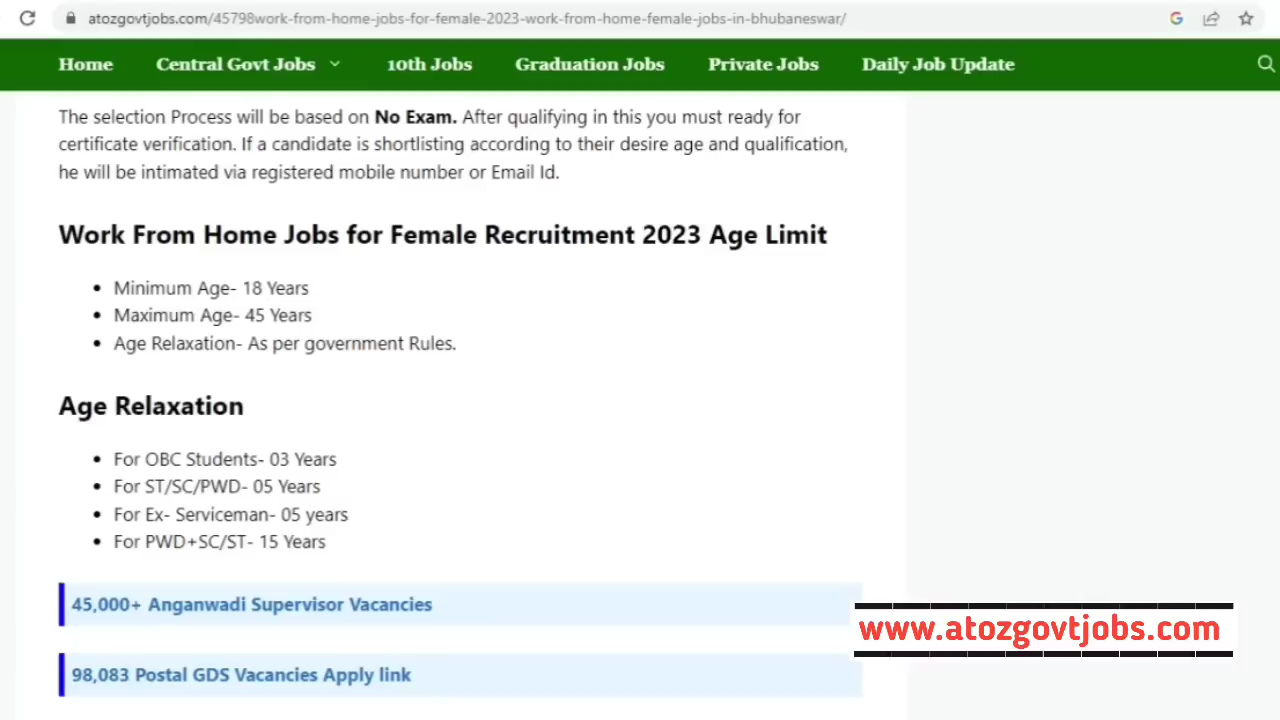 atozgovtjobs.com/45798work-from-home-jobs-for-female-2023-work-from-home-female-jobs-in-bhubaneswar/
Home Central Govt Jobs 10th Jobs Graduation Jobs Private Jobs Daily Job Update
The selection Process will be based on No Exam. After qualifying in this you must ready for
certificate verification. If a candidate is shortlisting according to their desire age and qualification,
he will be intimated via registered mobile number or Email Id.
Work From Home Jobs for Female Recruitment 2023 Age Limit
• Minimum Age- 18 Years
• Maximum Age- 45 Years
• Age Relaxation- As per government Rules.
Age Relaxation
• For OBC Students- 03 Years
• For ST/SC/PWD- 05 Years
• For Ex- Serviceman- 05 years
• For PWD+SC/ST- 15 Years
45,000+ Anganwadi Supervisor Vacancies
www.atozgovtjobs.com
98,083 Postal GDS Vacancies Apply link